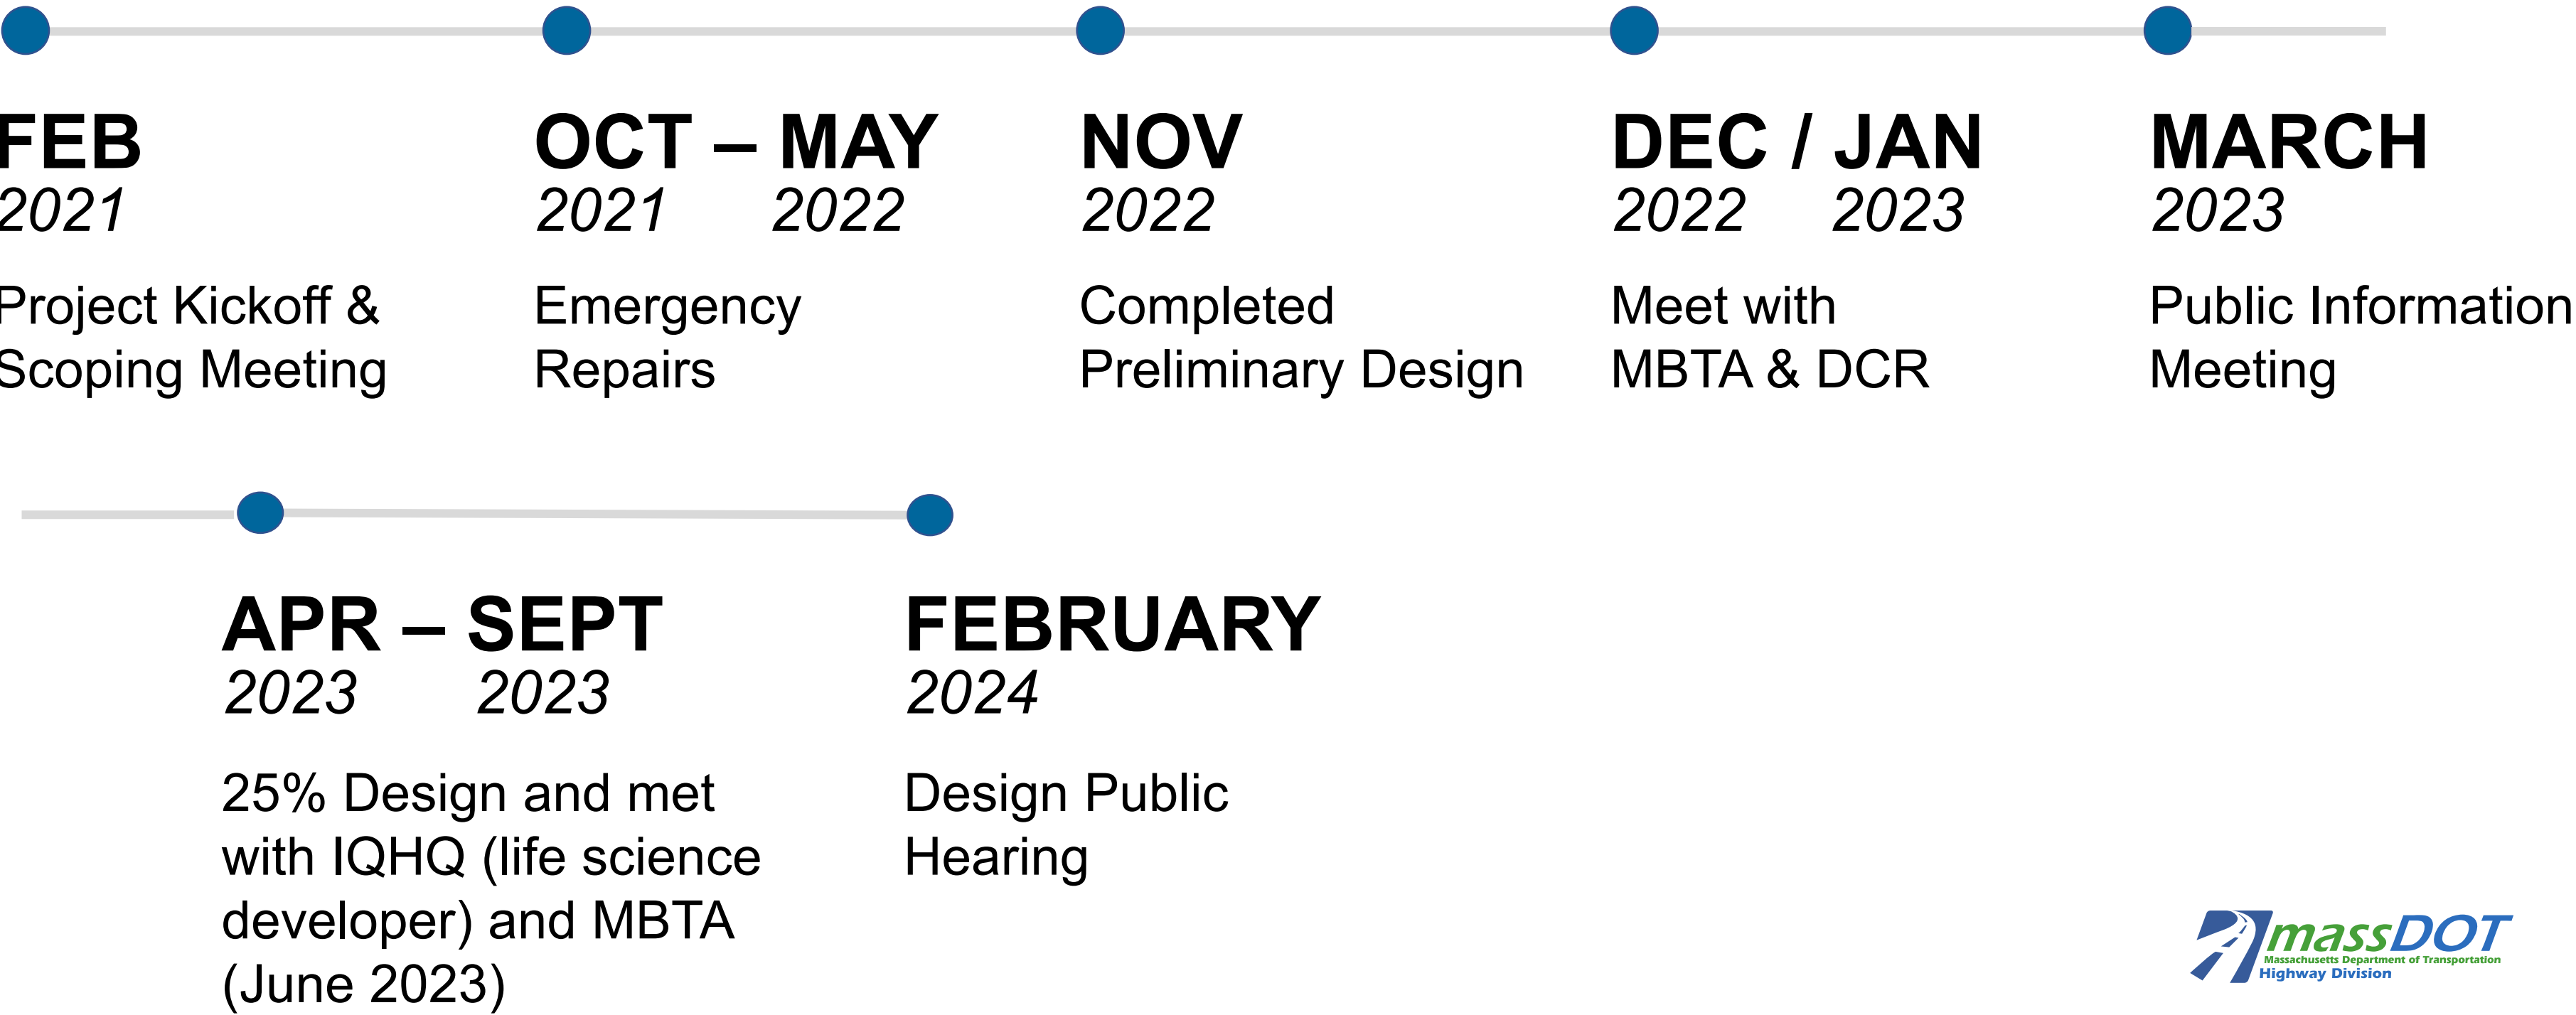 FEB
2021
Project Kickoff &
Scoping Meeting
OCT – MAY
2021 2022
Emergency
Repairs
NOV
2022
Completed
Preliminary Design
DEC / JAN
2022 2023
Meet with
MBTA & DCR
MARCH
2023
Public Information
Meeting
APR – SEPT
2023 2023
25% Design and met
with IQHQ (life science
developer) and MBTA
(June 2023)
FEBRUARY
2024
Design Public
Hearing
massDOT
Massachusetts Department of Transportation
Highway Division